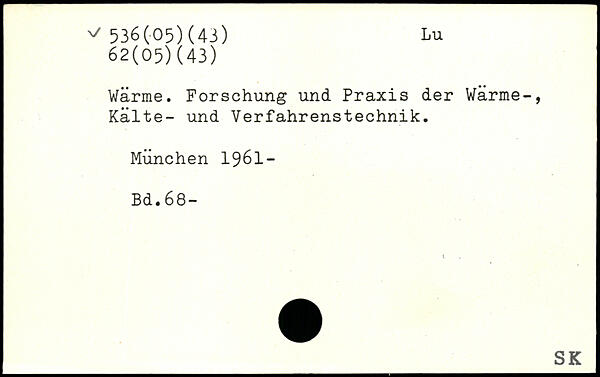 ✓ 536(05)(43) Lu
62(05)(43)
Wärme. Forschung und Praxis der Wärme-,
Kälte- und Verfahrenstechnik.
München 1961-
Bd.68-
SK